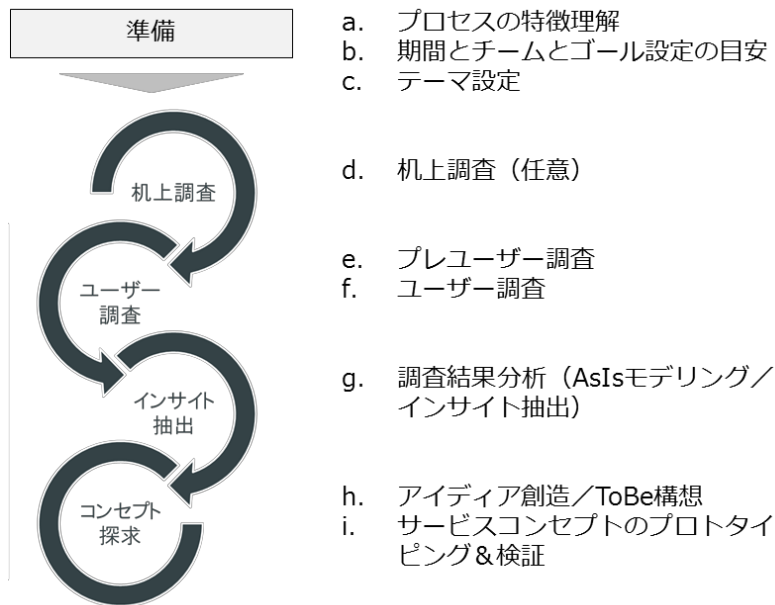 準備
a. プロセスの特徴理解
b. 期間とチームとゴール設定の目安
c. テーマ設定
机上調査
d. 机上調査（任意）
ユーザー
調査
e. プレユーザー調査
f. ユーザー調査
インサイト
抽出
g. 調査結果分析（AsIsモデリング／
インサイト抽出）
コンセプト
探求
h. アイディア創造／ToBe構想
i. サービスコンセプトのプロトタイ
ピング＆検証